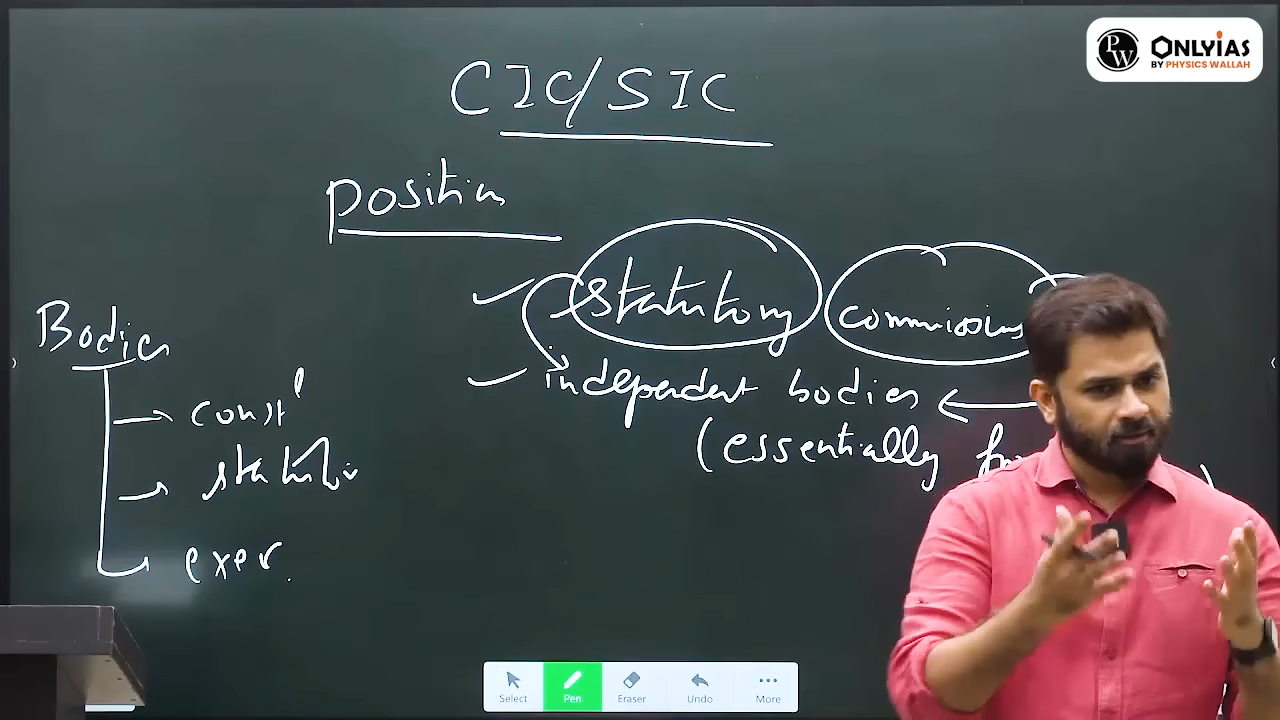 PW ONLYIAS
BY PHYSICS WALLAH
CIC/SIC
position
statutory commissions
independent bodies
(essentially
Bodies
const
exer.
Select Pen Eraser Undo More